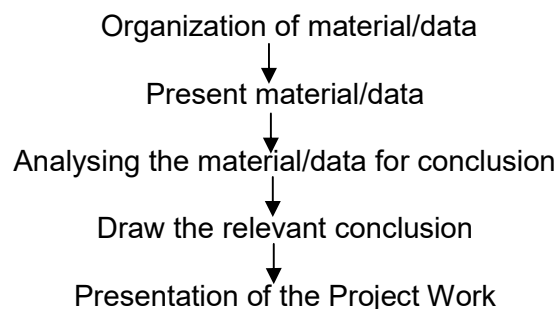 Organization of material/data
Present material/data
Analysing the material/data for conclusion
Draw the relevant conclusion
Presentation of the Project Work